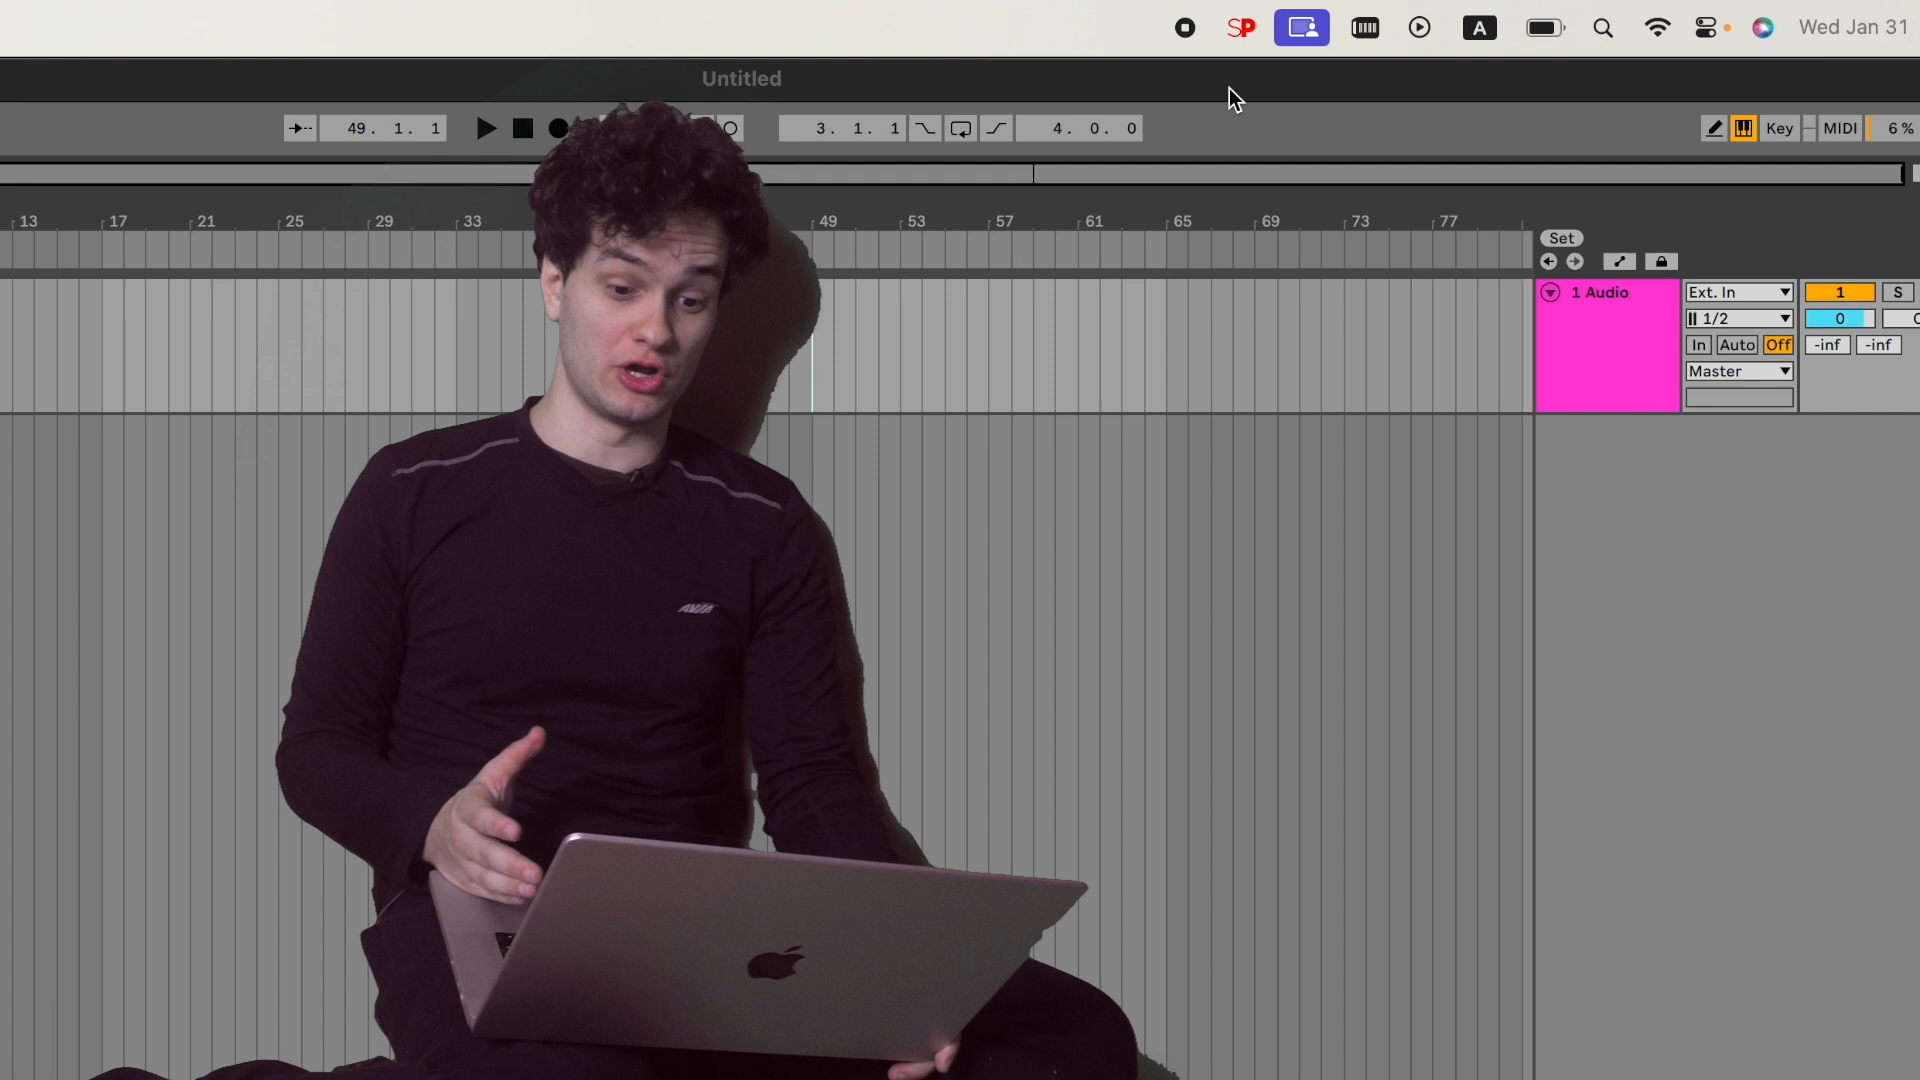 SP
A
Wed Jan 31
Untitled
49. 1. 1
3. 1. 1
4. 0. 0
Key
MIDI
6 %
13 17 21 25 29 33 49 53 57 61 65 69 73 77
Set
1 Audio
Ext. In
1
S
1/2
0
C
In Auto Off
-inf -inf
Master
AVIA